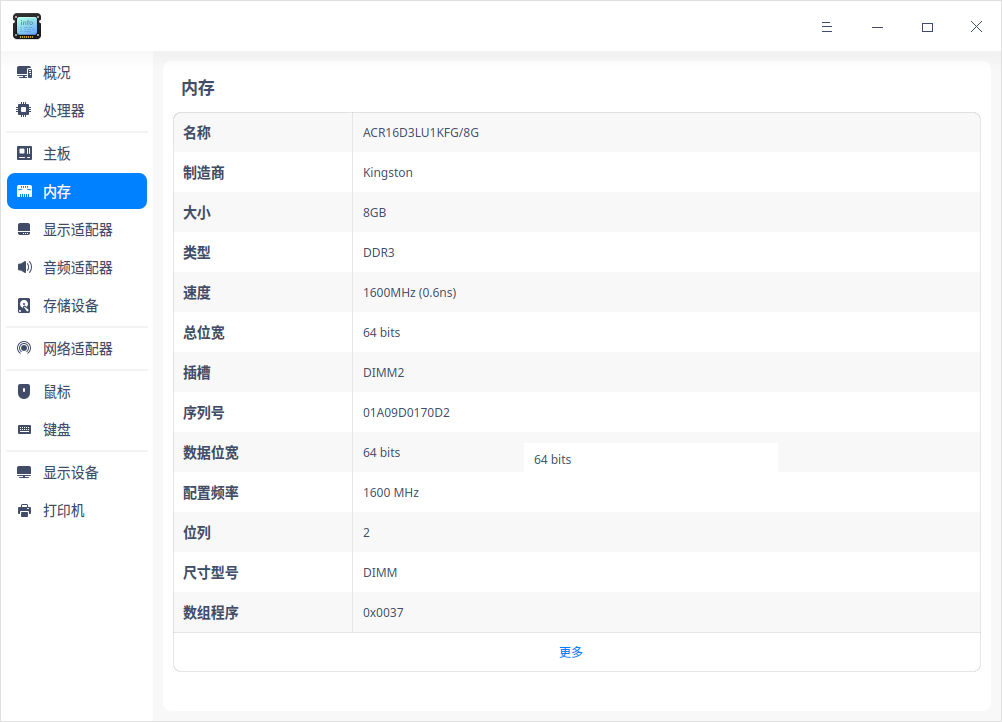 info
概况
处理器
主板
内存
显示适配器
音频适配器
存储设备
网络适配器
鼠标
键盘
显示设备
打印机
内存
名称 ACR16D3LU1KFG/8G
制造商 Kingston
大小 8GB
类型 DDR3
速度 1600MHz (0.6ns)
总位宽 64 bits
插槽 DIMM2
序列号 01A09D0170D2
数据位宽 64 bits 64 bits
配置频率 1600 MHz
位列 2
尺寸型号 DIMM
数组程序 0x0037
更多